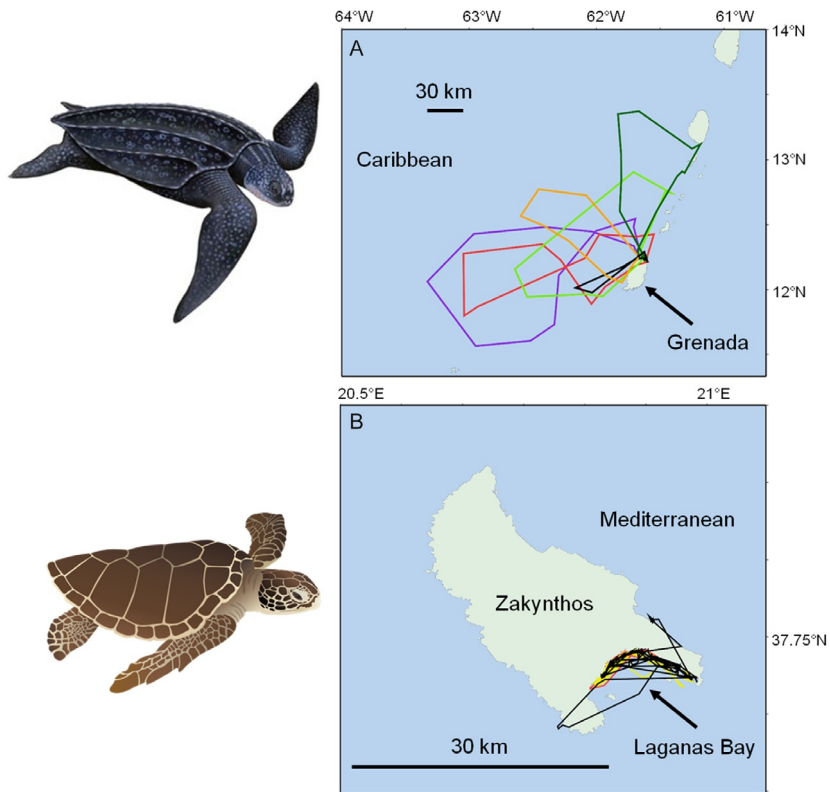 64°W 63°W 62°W 61°W
A
14°N
30 km
Caribbean
13°N
12°N
Grenada
20.5°E 21°E
B
Mediterranean
Zakynthos
37.75°N
30 km
Laganas Bay